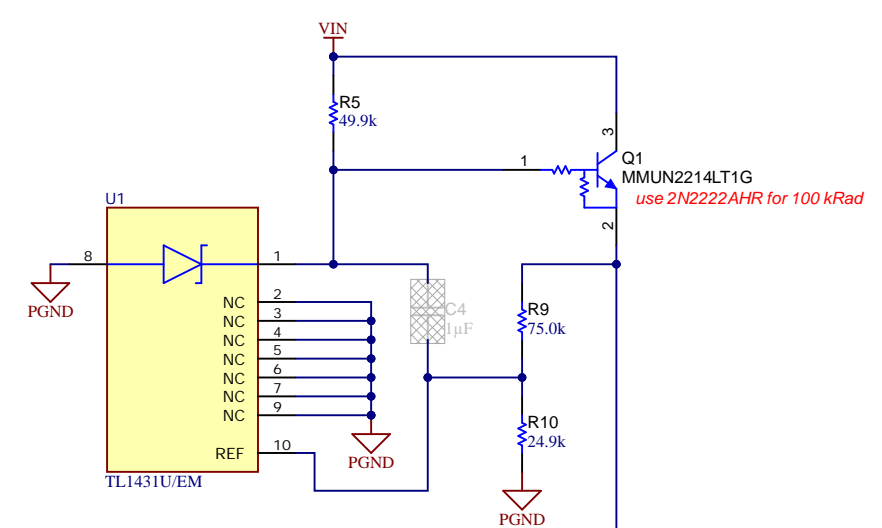 VIN
R5
49.9k
3
1
Q1
MMUN2214LT1G
use 2N2222AHR for 100 kRad
2
U1
8
1
PGND
NC 2
NC 3
NC 4
NC 5
NC 6
NC 7
NC 9
REF 10
TL1431U/EM
C4
1µF
R9
75.0k
R10
24.9k
PGND
PGND